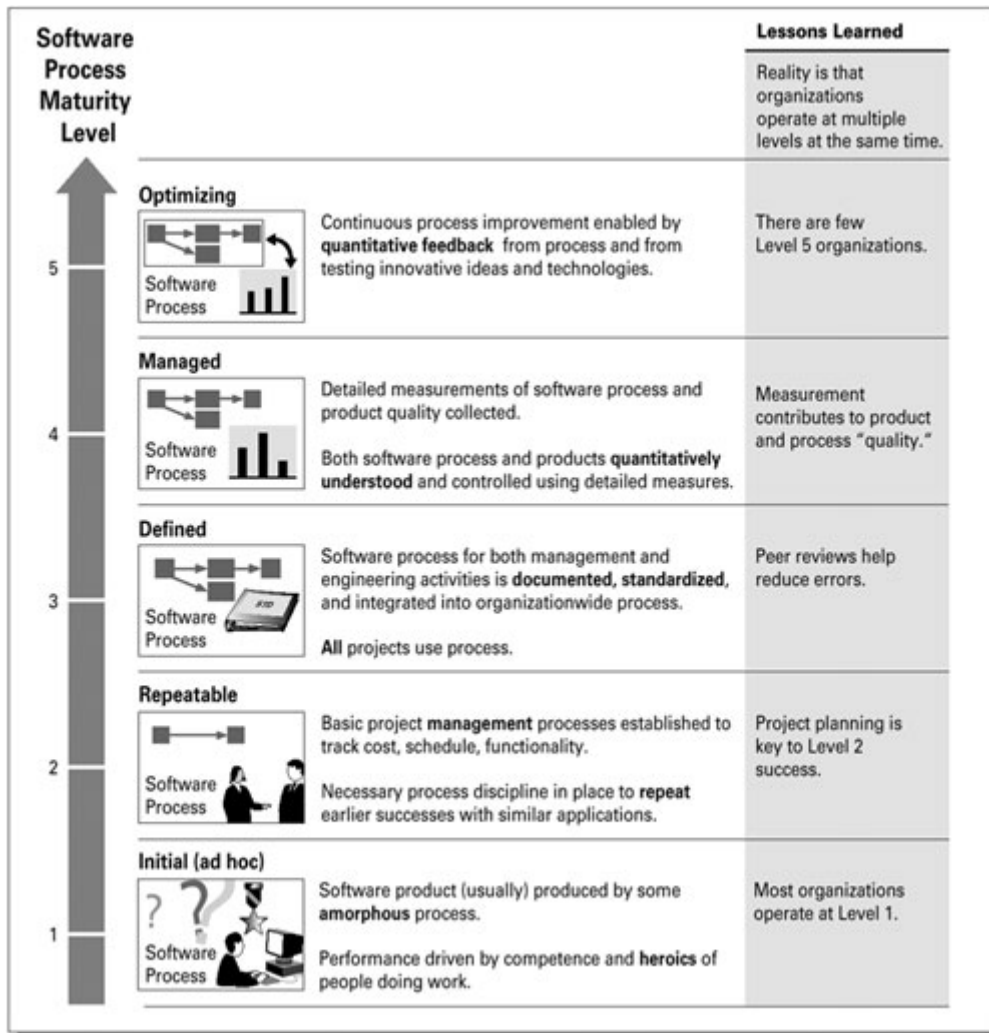 Software
Process
Maturity
Level
Lessons Learned
Reality is that
organizations
operate at multiple
levels at the same time.
5
Optimizing
Software
Process
Continuous process improvement enabled by
quantitative feedback from process and from
testing innovative ideas and technologies.
There are few
Level 5 organizations.
4
Managed
Software
Process
Detailed measurements of software process and
product quality collected.
Both software process and products quantitatively
understood and controlled using detailed measures.
Measurement
contributes to product
and process “quality.”
3
Defined
STD
Software
Process
Software process for both management and
engineering activities is documented, standardized,
and integrated into organizationwide process.
All projects use process.
Peer reviews help
reduce errors.
2
Repeatable
Software
Process
Basic project management processes established to
track cost, schedule, functionality.
Necessary process discipline in place to repeat
earlier successes with similar applications.
Project planning is
key to Level 2
success.
1
Initial (ad hoc)
? ?
Software
Process
Software product (usually) produced by some
amorphous process.
Performance driven by competence and heroics of
people doing work.
Most organizations
operate at Level 1.